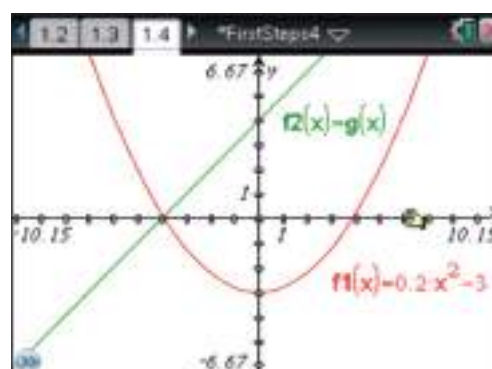 1.2 1.3 1.4 *FirstSteps4
6.67 y
f2(x)=g(x)
1
-10.15 1 10.15
f1(x)=0.2·x²-3
-6.67